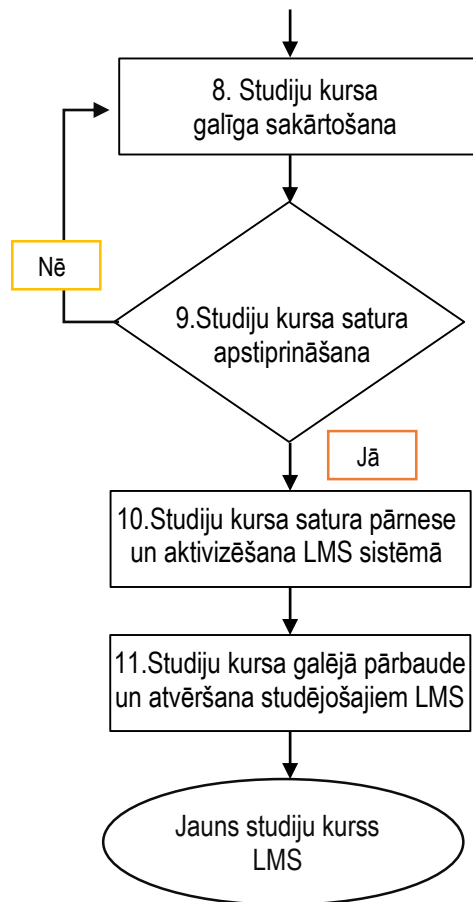 8. Studiju kursa
galīga sakārtošana
Nē
9.Studiju kursa satura
apstiprināšana
Jā
10.Studiju kursa satura pārnese
un aktivizēšana LMS sistēmā
11.Studiju kursa galējā pārbaude
un atvēršana studējošajiem LMS
Jauns studiju kurss
LMS